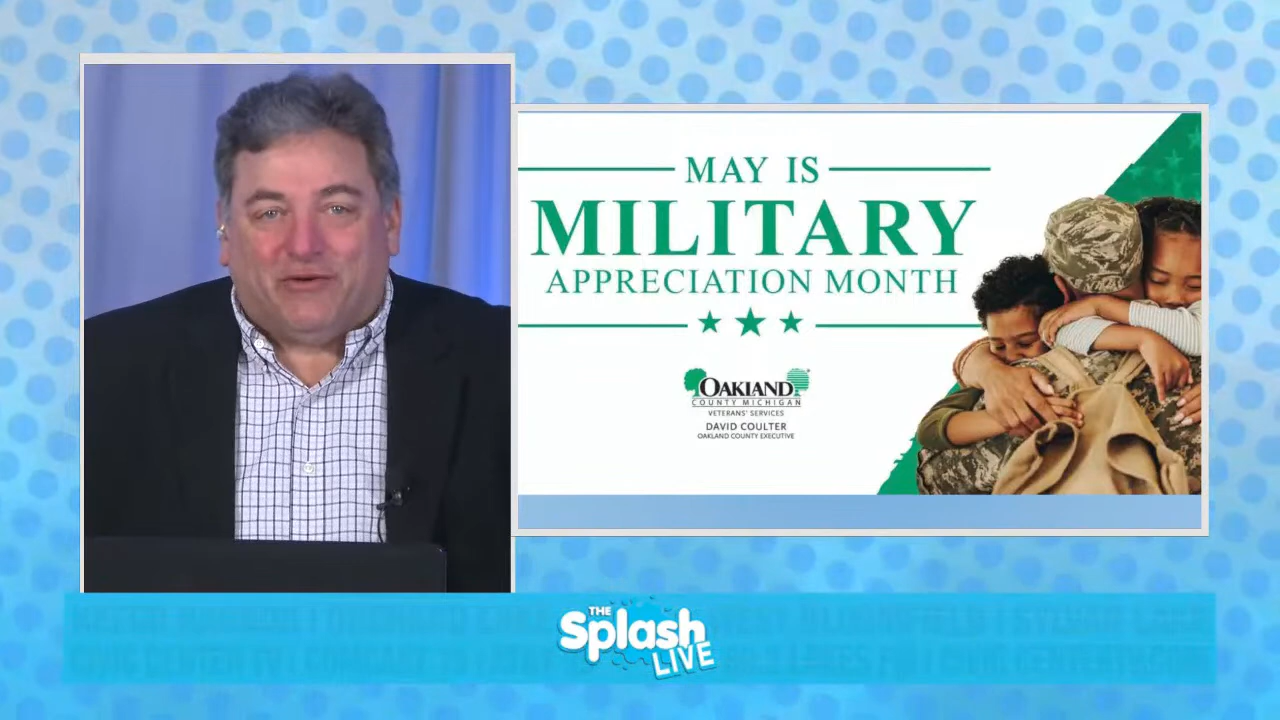 MAY IS
MILITARY
APPRECIATION MONTH
OAKLAND
COUNTY MICHIGAN
VETERANS' SERVICES
DAVID COULTER
OAKLAND COUNTY EXECUTIVE
THE
Splash
LIVE